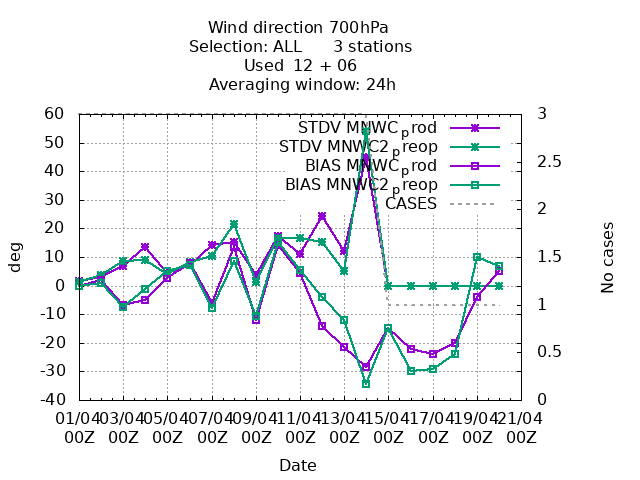 Wind direction 700hPa
Selection: ALL 3 stations
Used 12 + 06
Averaging window: 24h
60
50
40
30
20
10
0
-10
-20
-30
-40
deg
3
2.5
2
1.5
1
0.5
0
No cases
STDV MNWC_prod
STDV MNWC2_preop
BIAS MNWC_prod
BIAS MNWC2_preop
CASES
01/04 03/04 05/04 07/04 09/04 11/04 13/04 15/04 17/04 19/04 21/04
00Z 00Z 00Z 00Z 00Z 00Z 00Z 00Z 00Z 00Z 00Z
Date